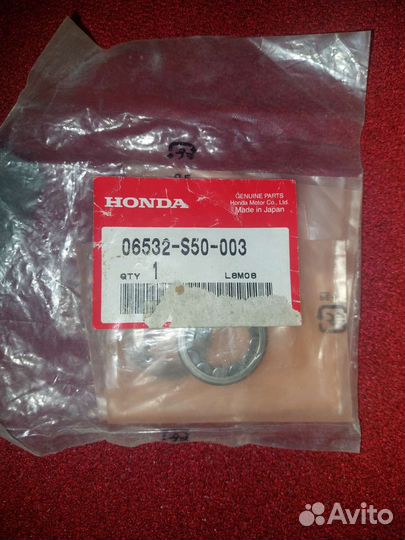 HONDA
GENUINE PARTS
Honda Motor Co., Ltd.
Made in Japan
06532-S50-003
QTY 1 L8M08
Avito